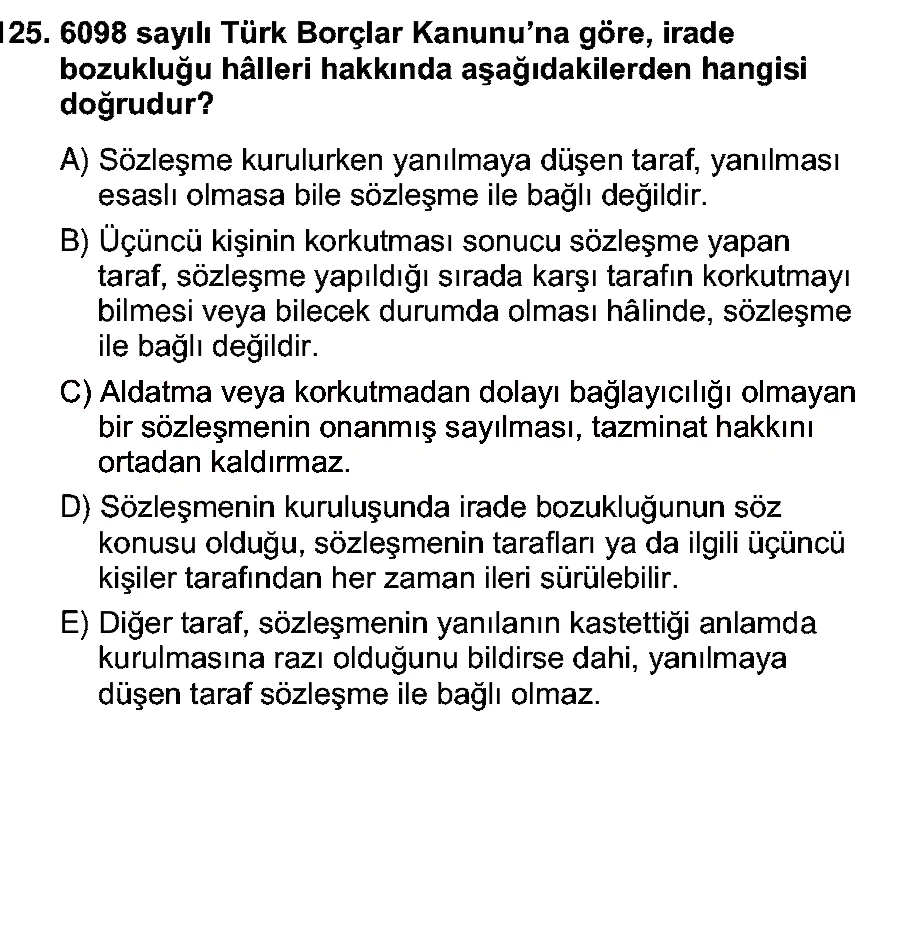 125. 6098 sayılı Türk Borçlar Kanunu’na göre, irade
bozukluğu hâlleri hakkında aşağıdakilerden hangisi
doğrudur?
A) Sözleşme kurulurken yanılmaya düşen taraf, yanılması
esaslı olmasa bile sözleşme ile bağlı değildir.
B) Üçüncü kişinin korkutması sonucu sözleşme yapan
taraf, sözleşme yapıldığı sırada karşı tarafın korkutmayı
bilmesi veya bilecek durumda olması hâlinde, sözleşme
ile bağlı değildir.
C) Aldatma veya korkutmadan dolayı bağlayıcılığı olmayan
bir sözleşmenin onanmış sayılması, tazminat hakkını
ortadan kaldırmaz.
D) Sözleşmenin kuruluşunda irade bozukluğunun söz
konusu olduğu, sözleşmenin tarafları ya da ilgili üçüncü
kişiler tarafından her zaman ileri sürülebilir.
E) Diğer taraf, sözleşmenin yanılanın kastettiği anlamda
kurulmasına razı olduğunu bildirse dahi, yanılmaya
düşen taraf sözleşme ile bağlı olmaz.